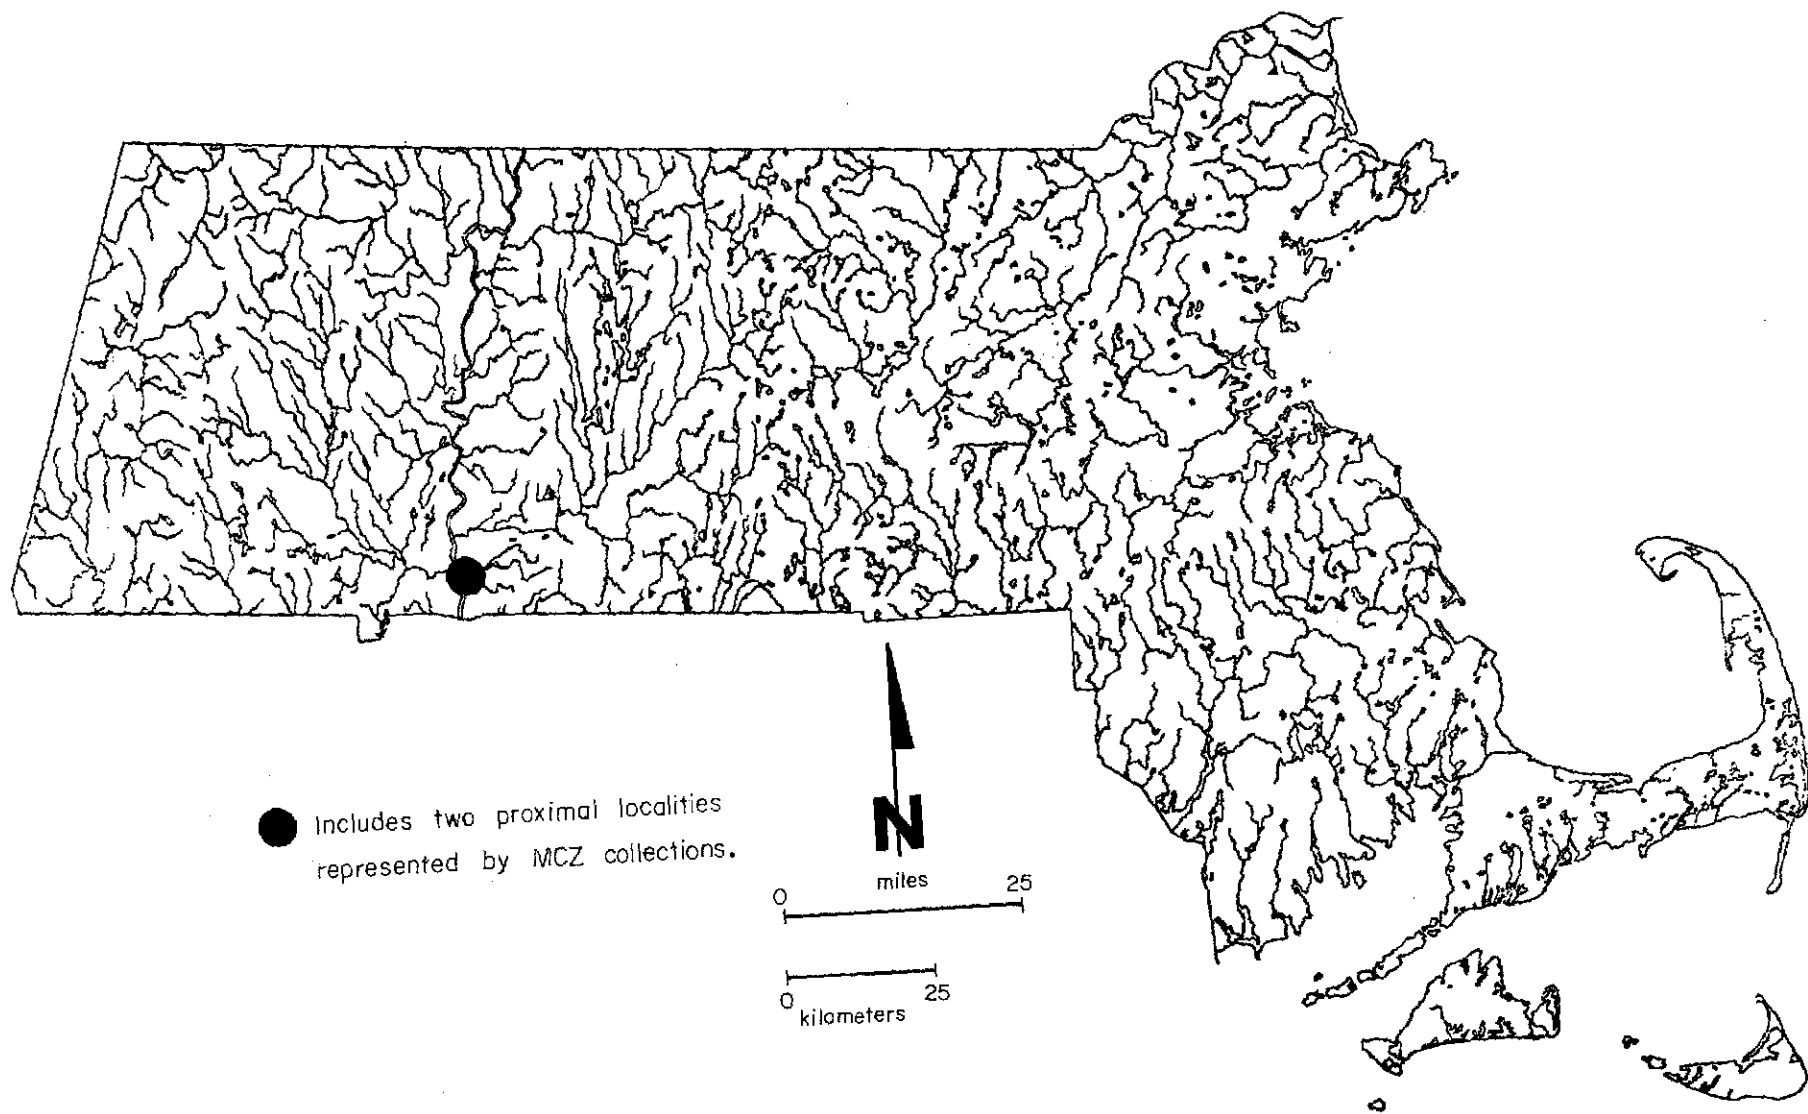 Includes two proximal localities
represented by MCZ collections.
N
miles
0 25
0 25
kilometers